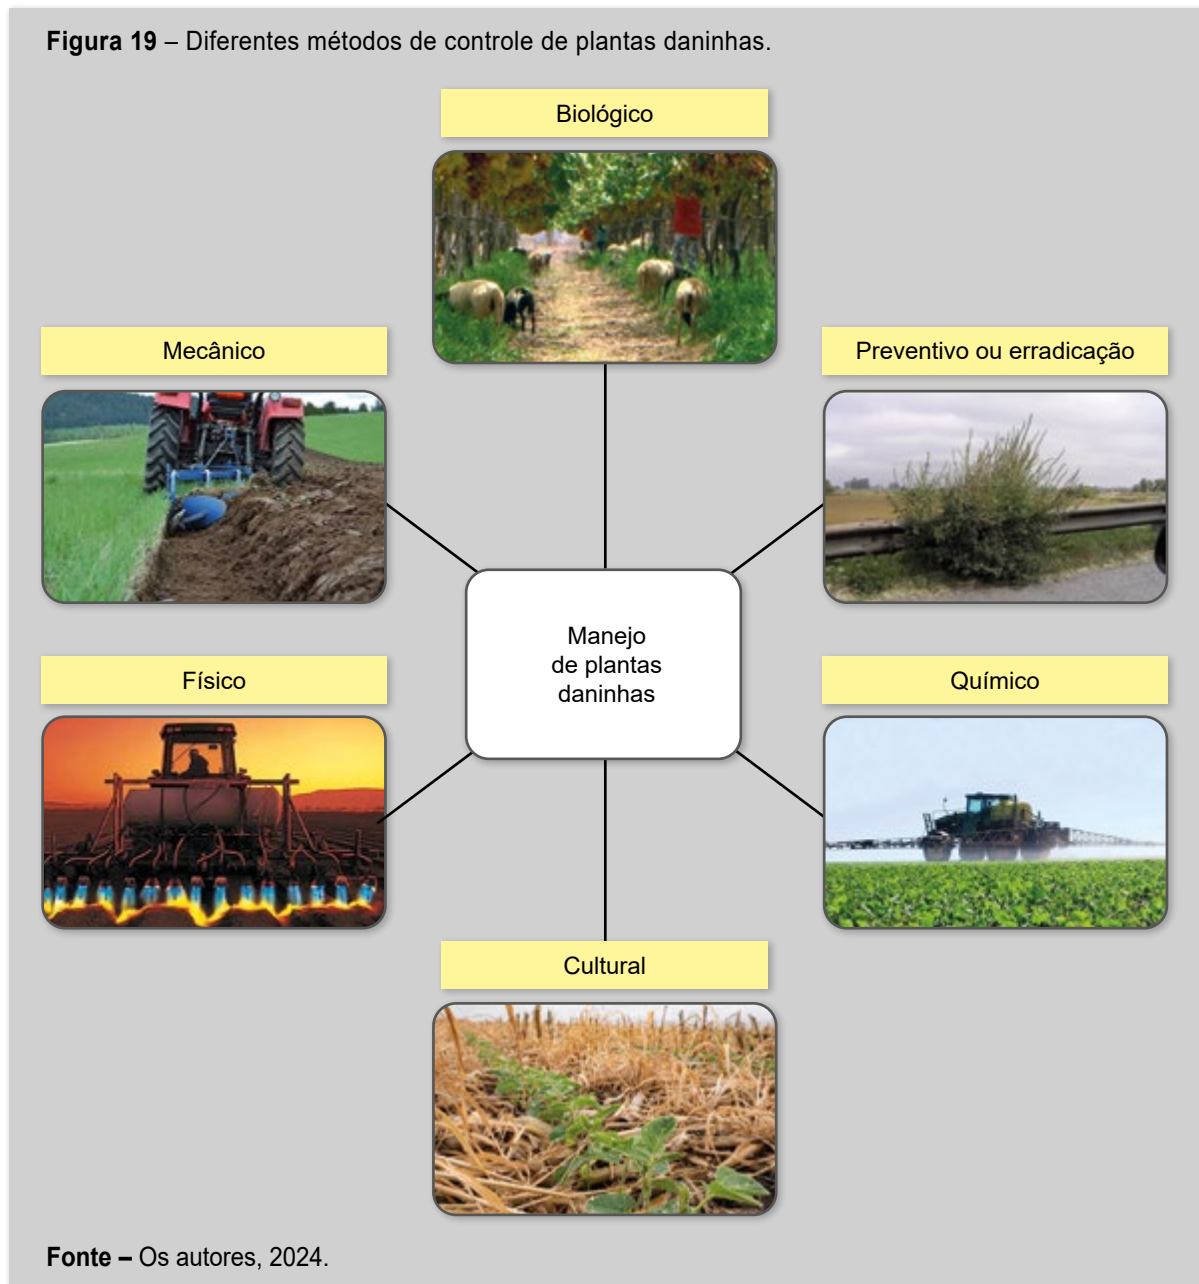 Figura 19 – Diferentes métodos de controle de plantas daninhas.
Biológico
Mecânico
Preventivo ou erradicação
Manejo
de plantas
daninhas
Físico
Químico
Cultural
Fonte – Os autores, 2024.